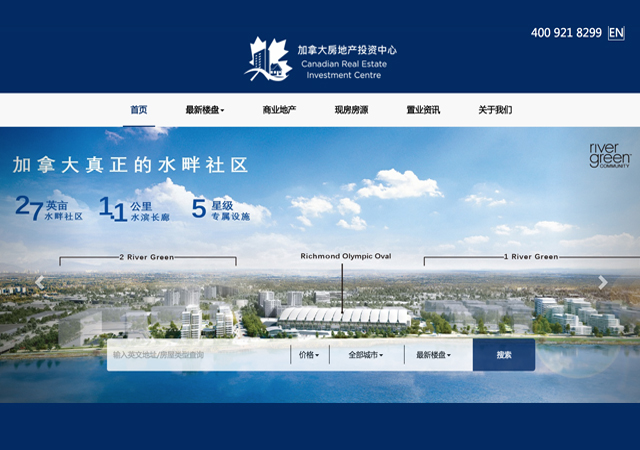 400 921 8299 EN
加拿大房地产投资中心
Canadian Real Estate
Investment Centre
首页 最新楼盘 商业地产 现房房源 置业资讯 关于我们
river
green
COMMUNITY
加拿大真正的水畔社区
27 英亩 水畔社区
1.1 公里 水滨长廊
5 星级 专属设施
2 River Green
Richmond Olympic Oval
1 River Green
输入英文地址/房屋类型查询 价格 全部城市 最新楼盘 搜索